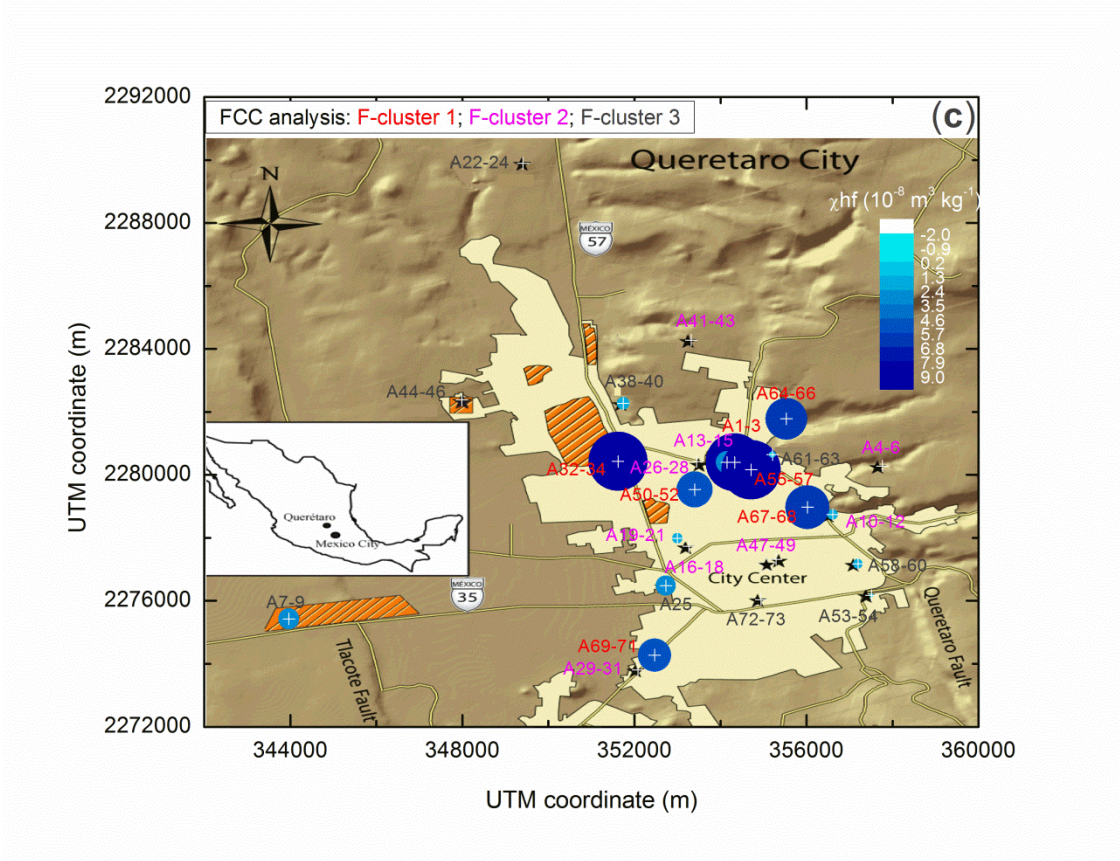 2292000
2288000
2284000
2280000
2276000
2272000
UTM coordinate (m)
FCC analysis: F-cluster 1; F-cluster 2; F-cluster 3
(c)
Queretaro City
N
MÉXICO
57
χhf (10⁻⁸ m³ kg⁻¹)
-2.0
-0.9
0.2
1.3
2.4
3.5
4.6
5.7
6.8
7.9
9.0
A22-24
A41-43
A38-40
A44-46
A64-66
A1-3
A13-15
A4-6
A61-63
A32-34
A26-28
A55-57
A50-52
A67-68
A10-12
A19-21
A47-49
A16-18
A58-60
City Center
A25
A72-73
A53-54
A7-9
MÉXICO
35
A69-71
A29-31
Tlacote Fault
Queretaro Fault
Querétaro
Mexico City
344000
348000
352000
356000
360000
UTM coordinate (m)